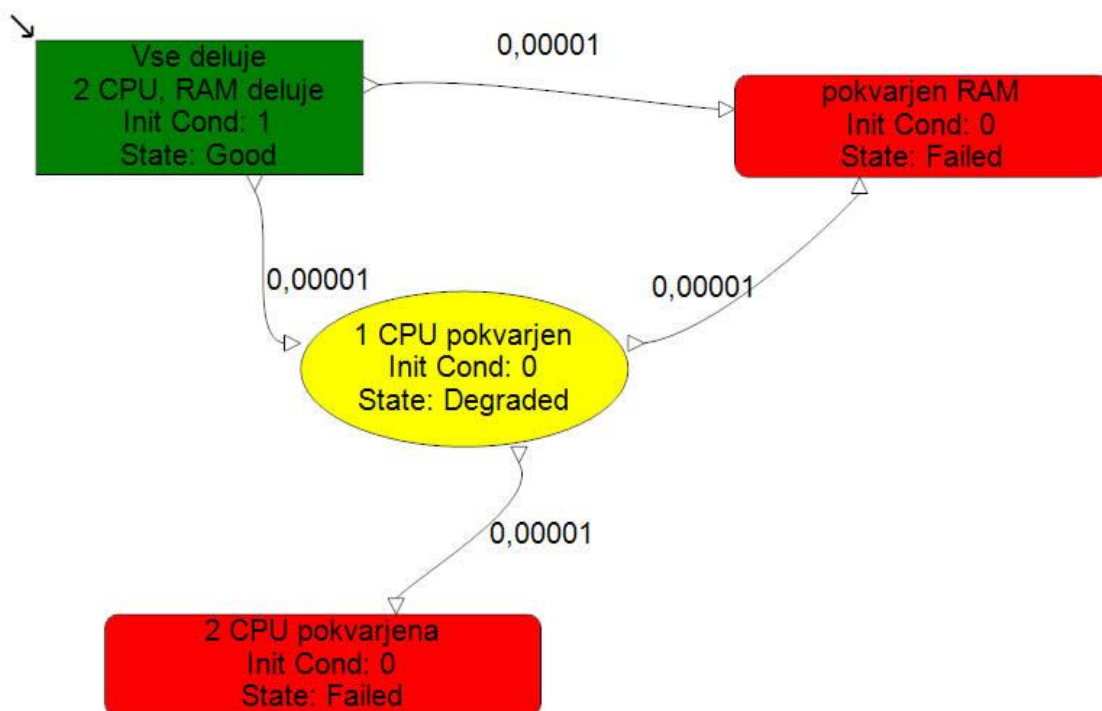 Vse deluje
2 CPU, RAM deluje
Init Cond: 1
State: Good
0,00001
pokvarjen RAM
Init Cond: 0
State: Failed
0,00001
0,00001
1 CPU pokvarjen
Init Cond: 0
State: Degraded
0,00001
2 CPU pokvarjena
Init Cond: 0
State: Failed